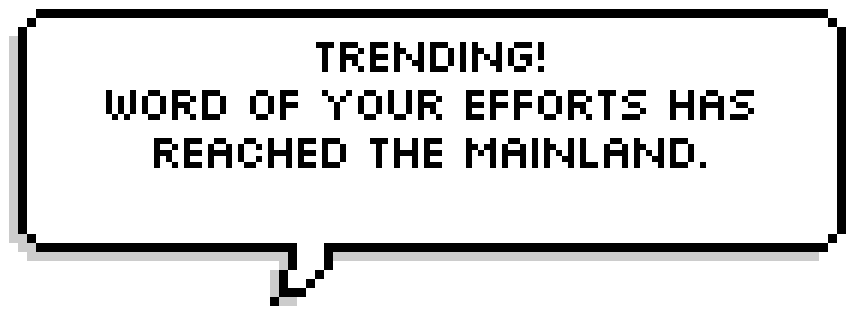 TRENDING!
WORD OF YOUR EFFORTS HAS
REACHED THE MAINLAND.